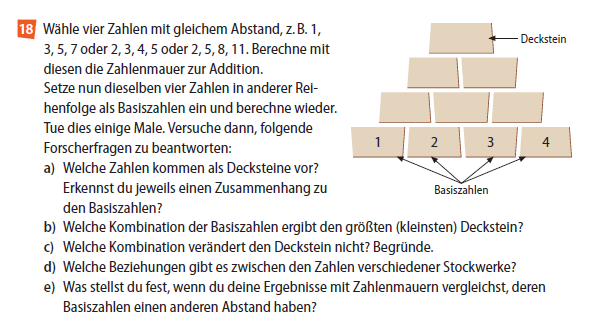 18 Wähle vier Zahlen mit gleichem Abstand, z. B. 1,
3, 5, 7 oder 2, 3, 4, 5 oder 2, 5, 8, 11. Berechne mit
diesen die Zahlenmauer zur Addition.
Setze nun dieselben vier Zahlen in anderer Rei-
henfolge als Basiszahlen ein und berechne wieder.
Tue dies einige Male. Versuche dann, folgende
Forscherfragen zu beantworten:
a) Welche Zahlen kommen als Decksteine vor?
Erkennst du jeweils einen Zusammenhang zu
den Basiszahlen?
b) Welche Kombination der Basiszahlen ergibt den größten (kleinsten) Deckstein?
c) Welche Kombination verändert den Deckstein nicht? Begründe.
d) Welche Beziehungen gibt es zwischen den Zahlen verschiedener Stockwerke?
e) Was stellst du fest, wenn du deine Ergebnisse mit Zahlenmauern vergleichst, deren
Basiszahlen einen anderen Abstand haben?
Deckstein
1 2 3 4
Basiszahlen